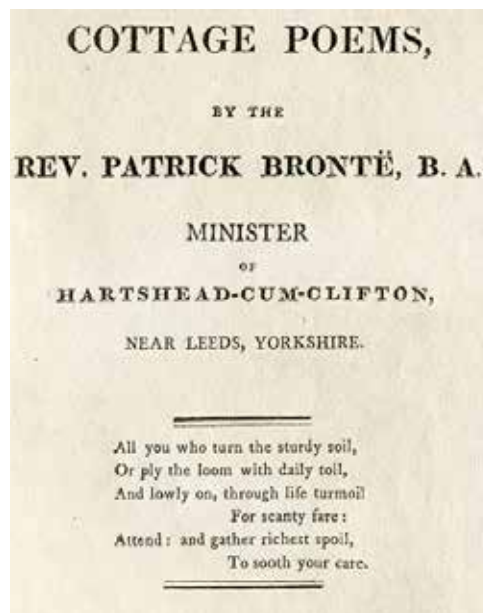 COTTAGE POEMS,
BY THE
REV. PATRICK BRONTË, B. A.
MINISTER
OF
HARTSHEAD-CUM-CLIFTON,
NEAR LEEDS, YORKSHIRE.
All you who turn the sturdy soil,
Or ply the loom with daily toil,
And lowly on, through life turmoil
For scanty fare:
Attend: and gather richest spoil,
To sooth your care.